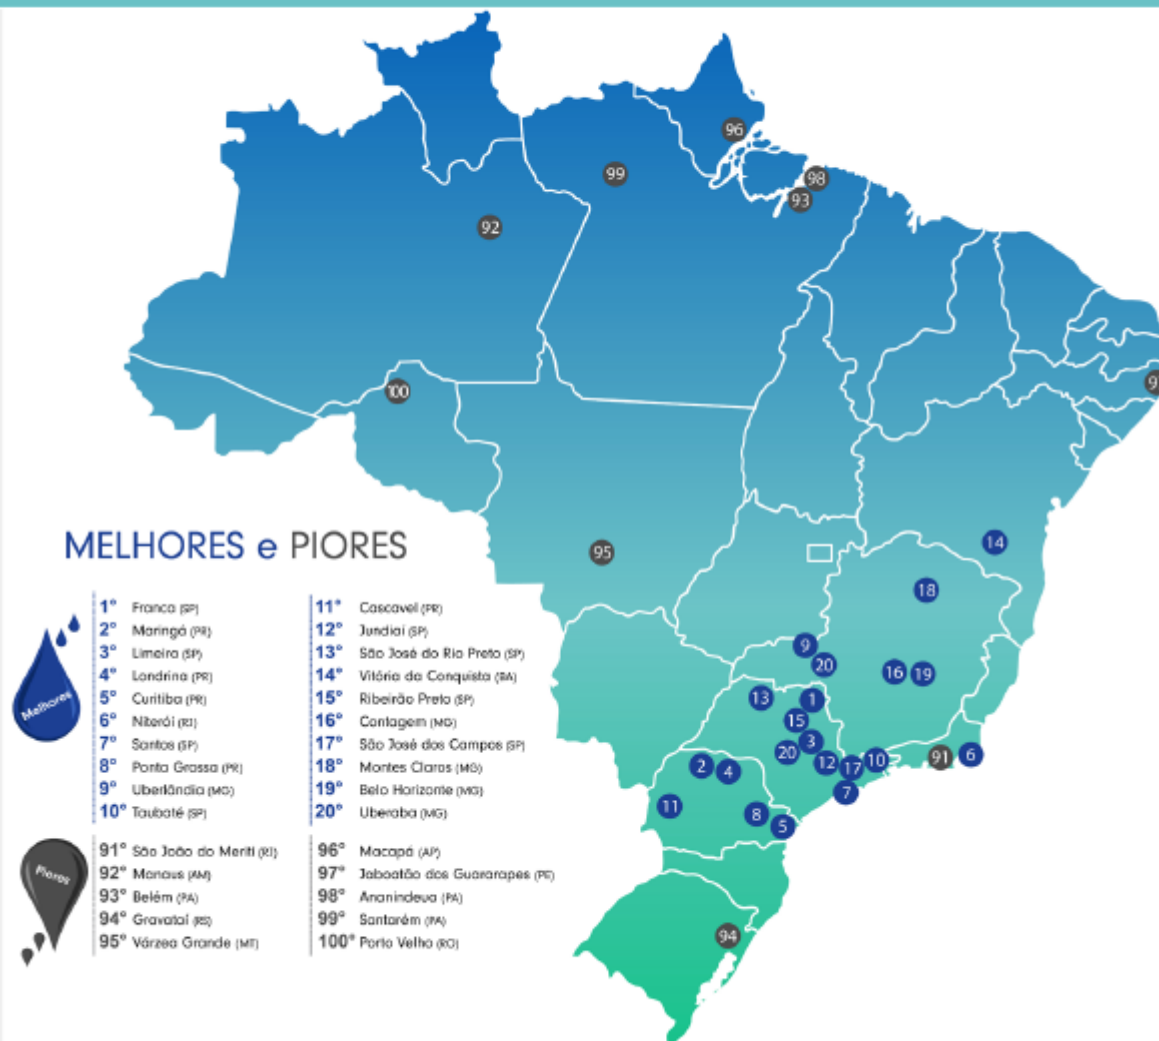 96
99
98
93
92
100
9
MELHORES e PIORES
95
14
18
9
20
16
19
13
1
15
3
20
12
17
10
91
6
2
4
7
11
8
5
94
Melhores
1° Franca (SP)
2° Maringá (PR)
3° Limeira (SP)
4° Londrina (PR)
5° Curitiba (PR)
6° Niterói (RJ)
7° Santos (SP)
8° Ponta Grossa (PR)
9° Uberlândia (MG)
10° Taubaté (SP)
11° Cascavel (PR)
12° Jundiaí (SP)
13° São José do Rio Preto (SP)
14° Vitória da Conquista (BA)
15° Ribeirão Preto (SP)
16° Contagem (MG)
17° São José dos Campos (SP)
18° Montes Claros (MG)
19° Belo Horizonte (MG)
20° Uberaba (MG)
Piores
91° São João do Meriti (RJ)
92° Manaus (AM)
93° Belém (PA)
94° Gravataí (RS)
95° Várzea Grande (MT)
96° Macapá (AP)
97° Jaboatão dos Guararapes (PE)
98° Ananindeua (PA)
99° Santarém (PA)
100° Porto Velho (RO)